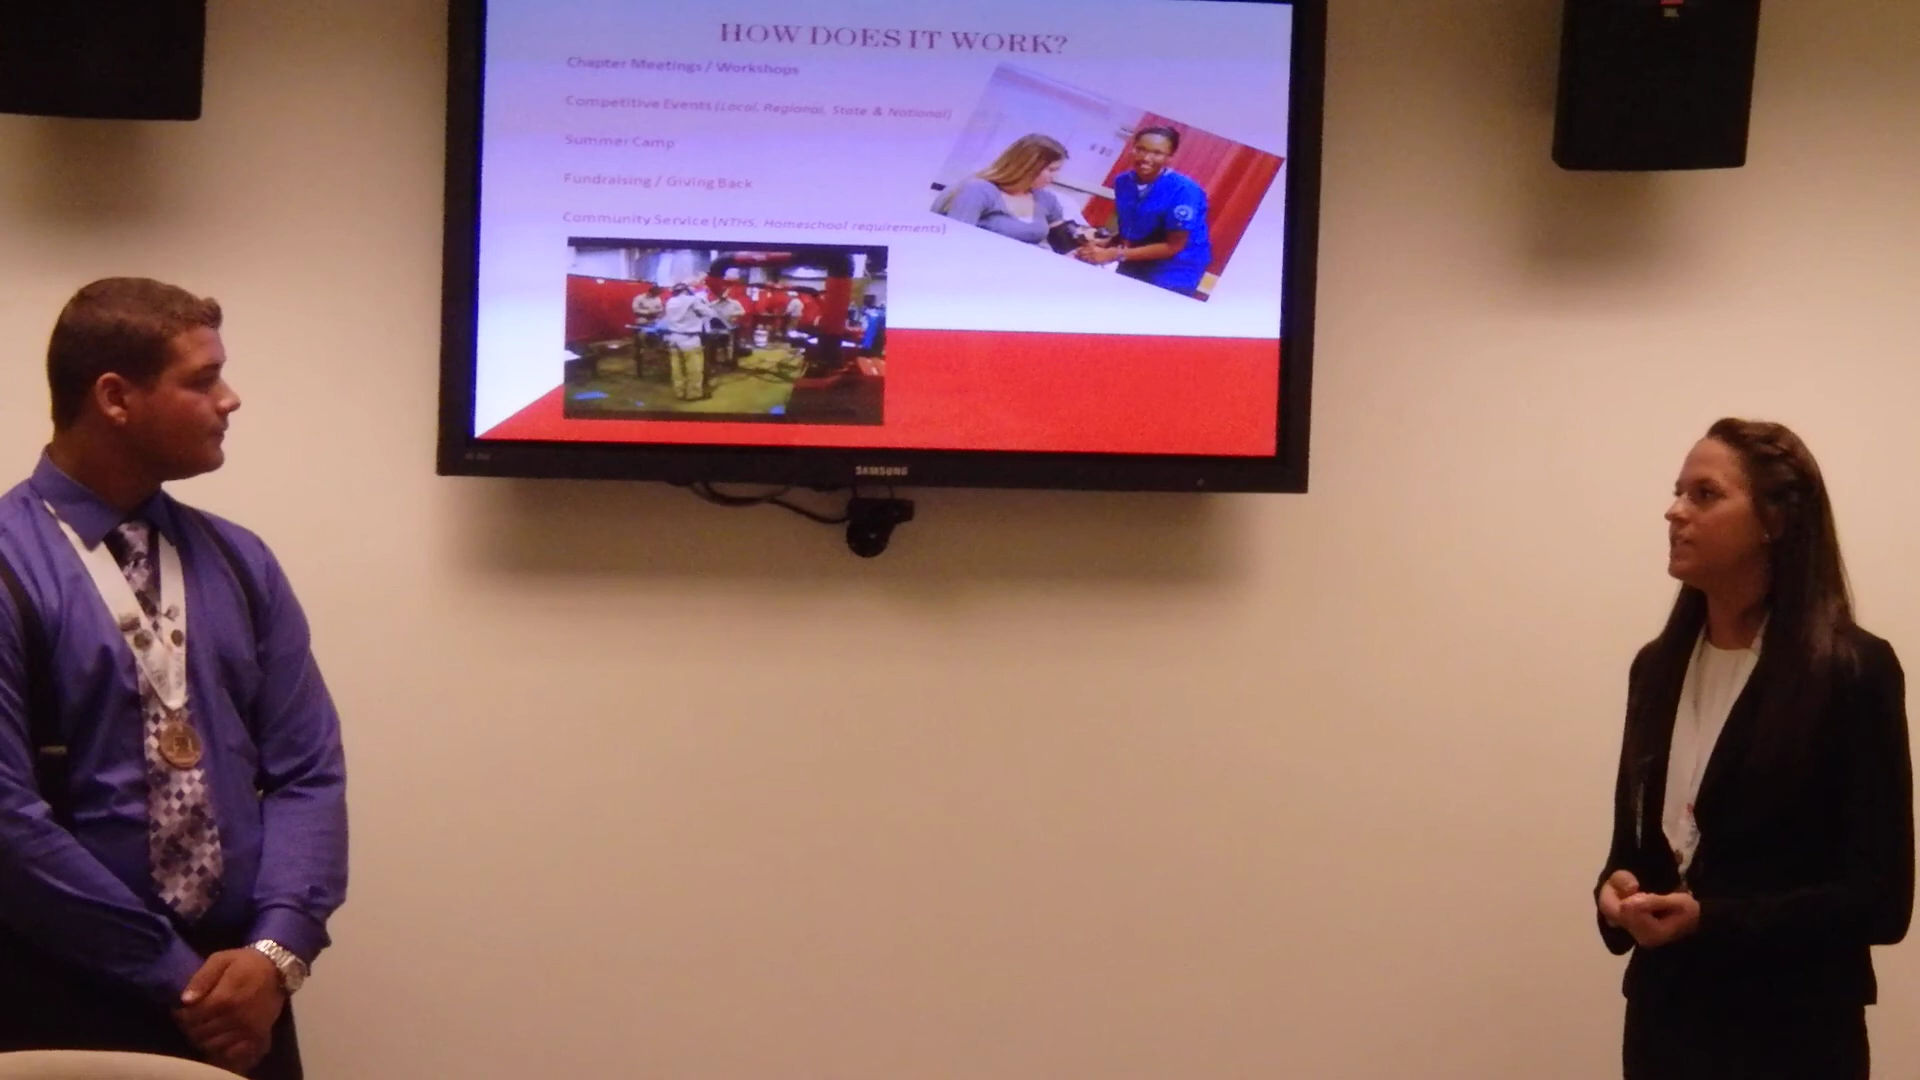 HOW DOES IT WORK?
Chapter Meetings / Workshops
Competitive Events (Local, Regional, State & National)
Summer Camp
Fundraising / Giving Back
Community Service (NTHS, Homeschool requirements)
SAMSUNG
JBL